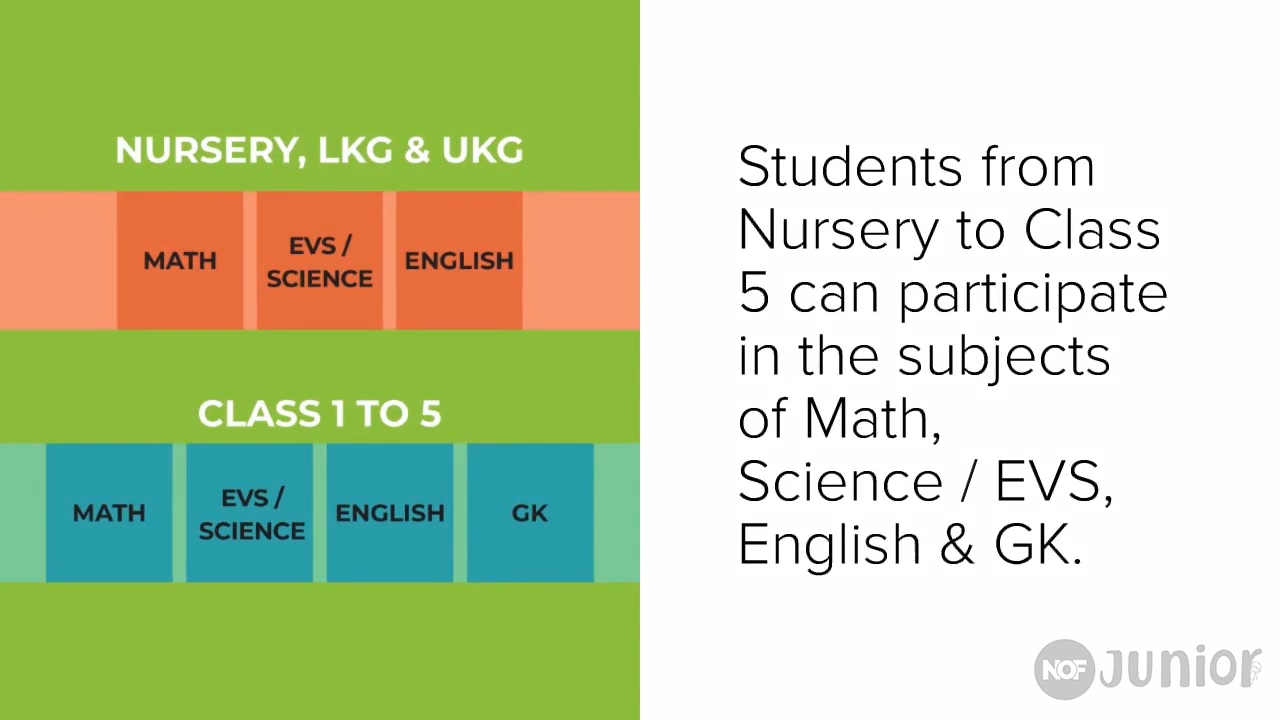 NURSERY, LKG & UKG
MATH
EVS /
SCIENCE
ENGLISH
CLASS 1 TO 5
MATH
EVS /
SCIENCE
ENGLISH
GK
Students from
Nursery to Class
5 can participate
in the subjects
of Math,
Science / EVS,
English & GK.
NOF Junior